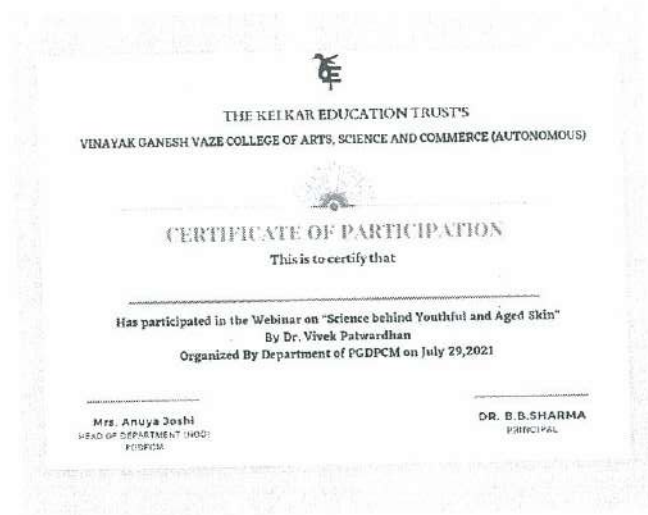 THE KELKAR EDUCATION TRUST'S
VINAYAK GANESH VAZE COLLEGE OF ARTS, SCIENCE AND COMMERCE (AUTONOMOUS)
CERTIFICATE OF PARTICIPATION
This is to certify that
Has participated in the Webinar on "Science behind Youthful and Aged Skin"
By Dr. Vivek Patwardhan
Organized By Department of PGDPCM on July 29,2021
Mrs. Anuya Joshi
HEAD OF DEPARTMENT (HOD)
PGDPCM
DR. B.B.SHARMA
PRINCIPAL